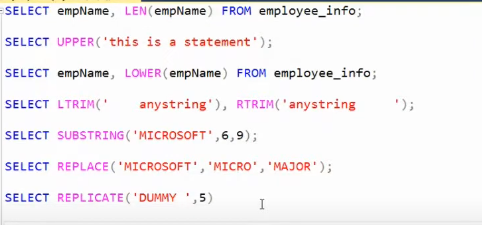 SELECT empName, LEN(empName) FROM employee_info;
SELECT UPPER('this is a statement');
SELECT empName, LOWER(empName) FROM employee_info;
SELECT LTRIM('    anystring'), RTRIM('anystring     ');
SELECT SUBSTRING('MICROSOFT',6,9);
SELECT REPLACE('MICROSOFT','MICRO','MAJOR');
SELECT REPLICATE('DUMMY ',5)